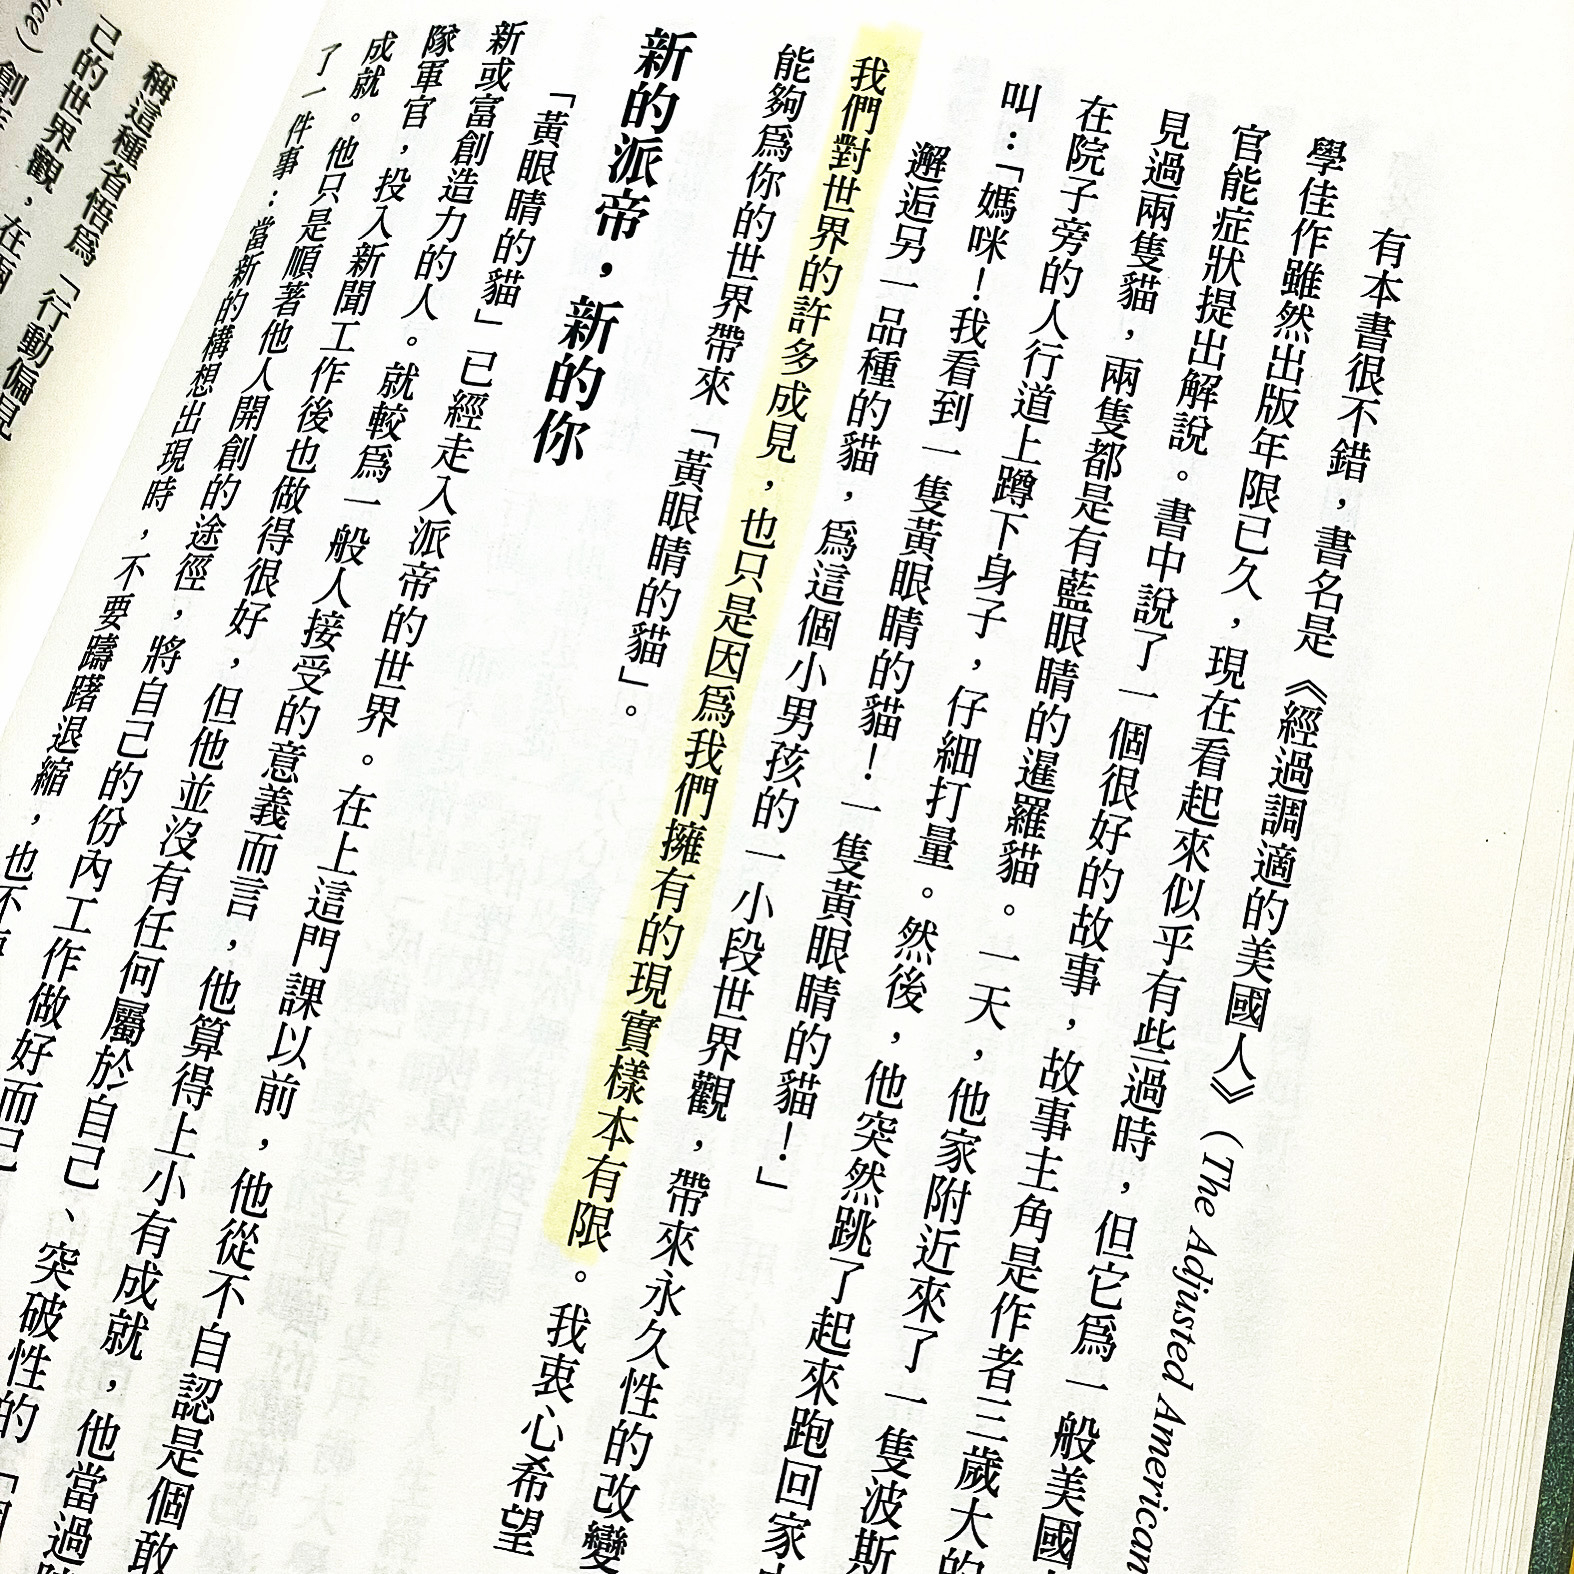 有本書很不錯，書名是《經過調適的美國人》（The Adjusted American
學佳作雖然出版年限已久，現在看起來似乎有些過時，但它爲一般美國
官能症狀提出解說。書中說了一個很好的故事，故事主角是作者三歲大的
見過兩隻貓，兩隻都是有藍眼睛的暹羅貓。一天，他家附近來了一隻波斯
在院子旁的人行道上蹲下身子，仔細打量。然後，他突然跳了起來跑回家
叫：「媽咪！我看到一隻黃眼睛的貓！一隻黃眼睛的貓！」
邂逅另一品種的貓，爲這個小男孩的一小段世界觀，帶來永久性的改變
我們對世界的許多成見，也只是因爲我們擁有的現實樣本有限。我衷心希望
能夠爲你的世界帶來「黃眼睛的貓」。
新的派帝，新的你
「黃眼睛的貓」已經走入派帝的世界。在上這門課以前，他從不自認是個敢
新或富創造力的人。就較爲一般人接受的意義而言，他算得上小有成就，他當過
隊軍官，投入新聞工作後也做得很好，但他並沒有任何屬於自己、突破性的
成就。他只是順著他人開創的途徑，將自己的份內工作做好而已
了一件事：當新的構想出現時，不要躊躇退縮，也不
稱這種省悟爲「行動偏見
己的世界觀，在兩